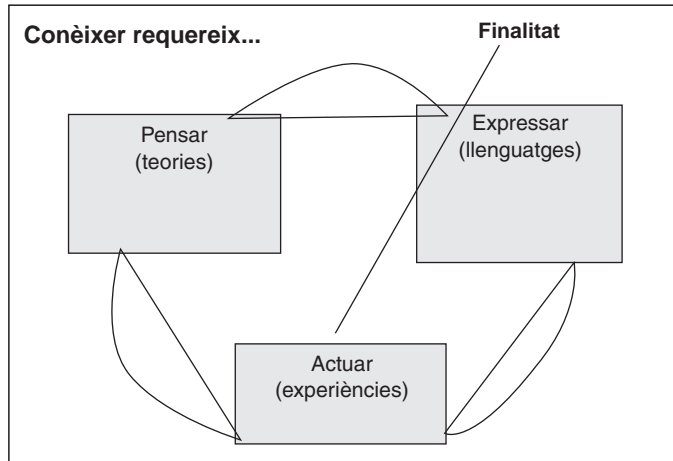 Conèixer requereix...
Finalitat
Pensar
(teories)
Expressar
(llenguatges)
Actuar
(experiències)